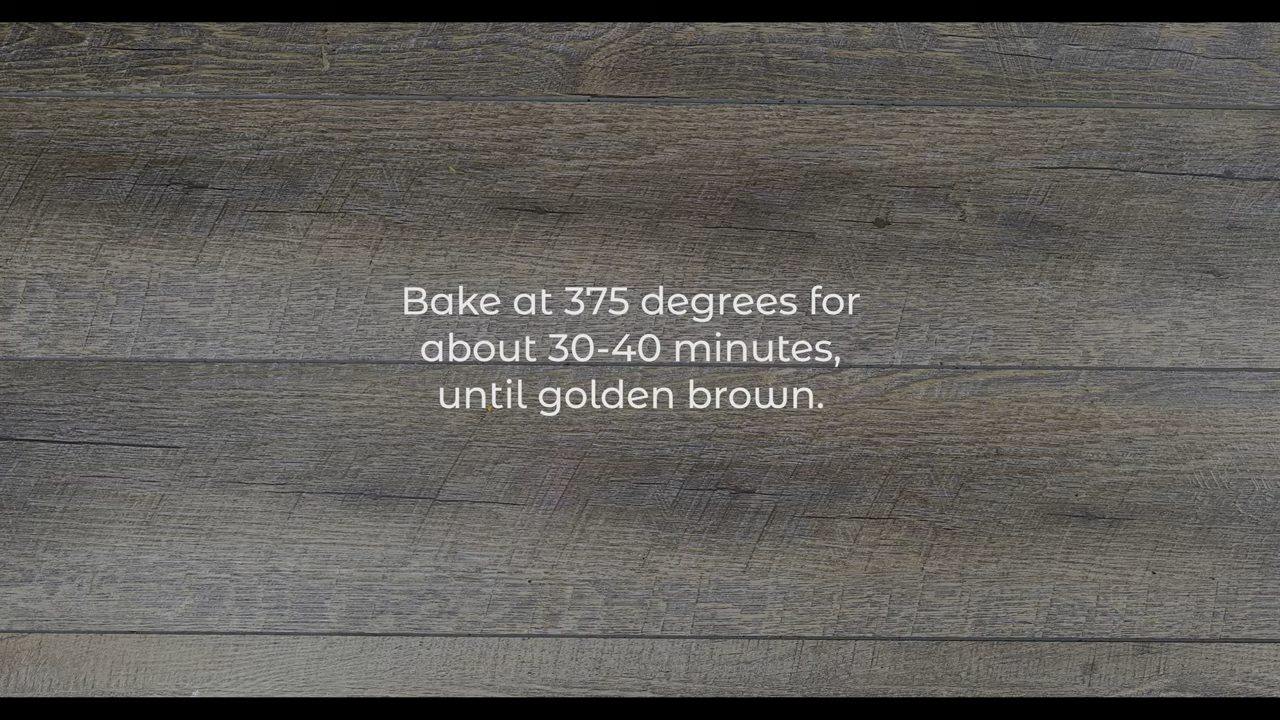 Bake at 375 degrees for
about 30-40 minutes,
until golden brown.